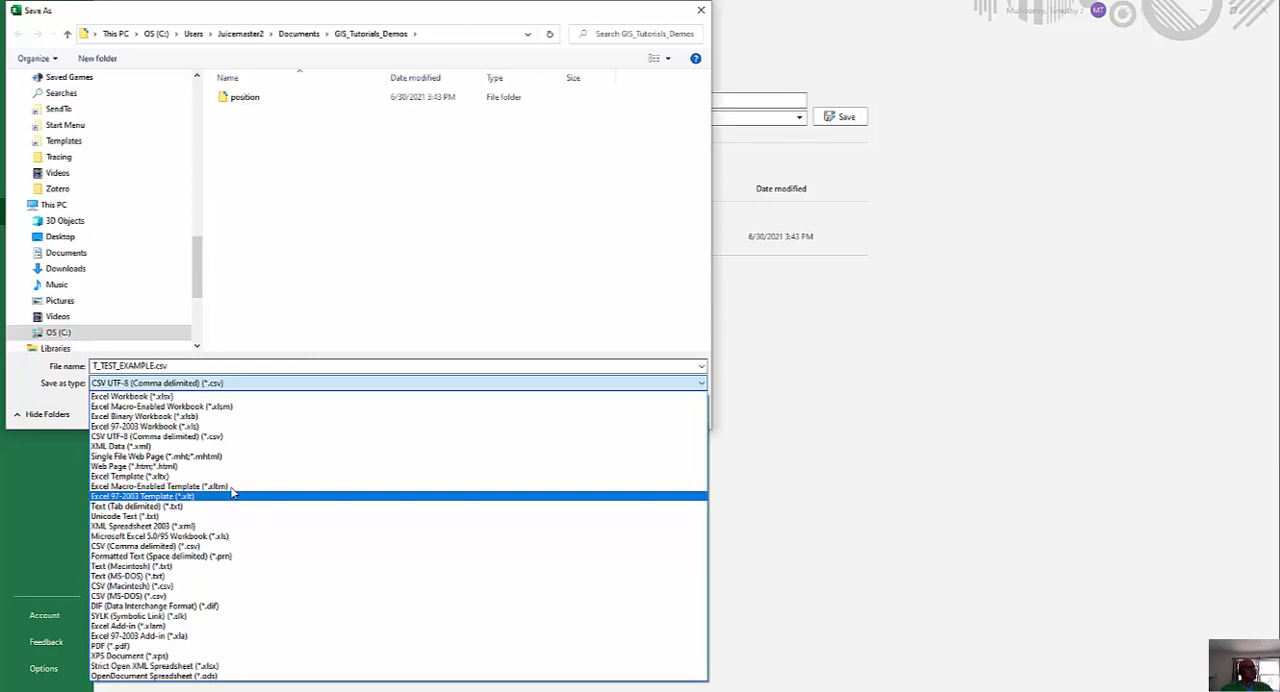 Save As
This PC > OS (C:) > Users > Juicemaster2 > Documents > GIS_Tutorials_Demos >
Search GIS_Tutorials_Demos
MT
Organize
New folder
Saved Games
Searches
SendTo
Start Menu
Templates
Tracing
Videos
Zotero
This PC
3D Objects
Desktop
Documents
Downloads
Music
Pictures
Videos
OS (C:)
Libraries
Name
Date modified
Type
Size
position
6/30/2021 3:43 PM
File folder
Save
Date modified
6/30/2021 3:43 PM
File name: T_TEST_EXAMPLE.csv
Save as type: CSV UTF-8 (Comma delimited) (*.csv)
Hide Folders
Excel Workbook (*.xlsx)
Excel Macro-Enabled Workbook (*.xlsm)
Excel Binary Workbook (*.xlsb)
Excel 97-2003 Workbook (*.xls)
CSV UTF-8 (Comma delimited) (*.csv)
XML Data (*.xml)
Single File Web Page (*.mht;*.mhtml)
Web Page (*.htm;*.html)
Excel Template (*.xltx)
Excel Macro-Enabled Template (*.xltm)
Excel 97-2003 Template (*.xlt)
Text (Tab delimited) (*.txt)
Unicode Text (*.txt)
XML Spreadsheet 2003 (*.xml)
Microsoft Excel 5.0/95 Workbook (*.xls)
CSV (Comma delimited) (*.csv)
Formatted Text (Space delimited) (*.prn)
Text (Macintosh) (*.txt)
Text (MS-DOS) (*.txt)
CSV (Macintosh) (*.csv)
CSV (MS-DOS) (*.csv)
DIF (Data Interchange Format) (*.dif)
SYLK (Symbolic Link) (*.slk)
Excel Add-in (*.xlam)
Excel 97-2003 Add-in (*.xla)
PDF (*.pdf)
XPS Document (*.xps)
Strict Open XML Spreadsheet (*.xlsx)
OpenDocument Spreadsheet (*.ods)
Account
Feedback
Options